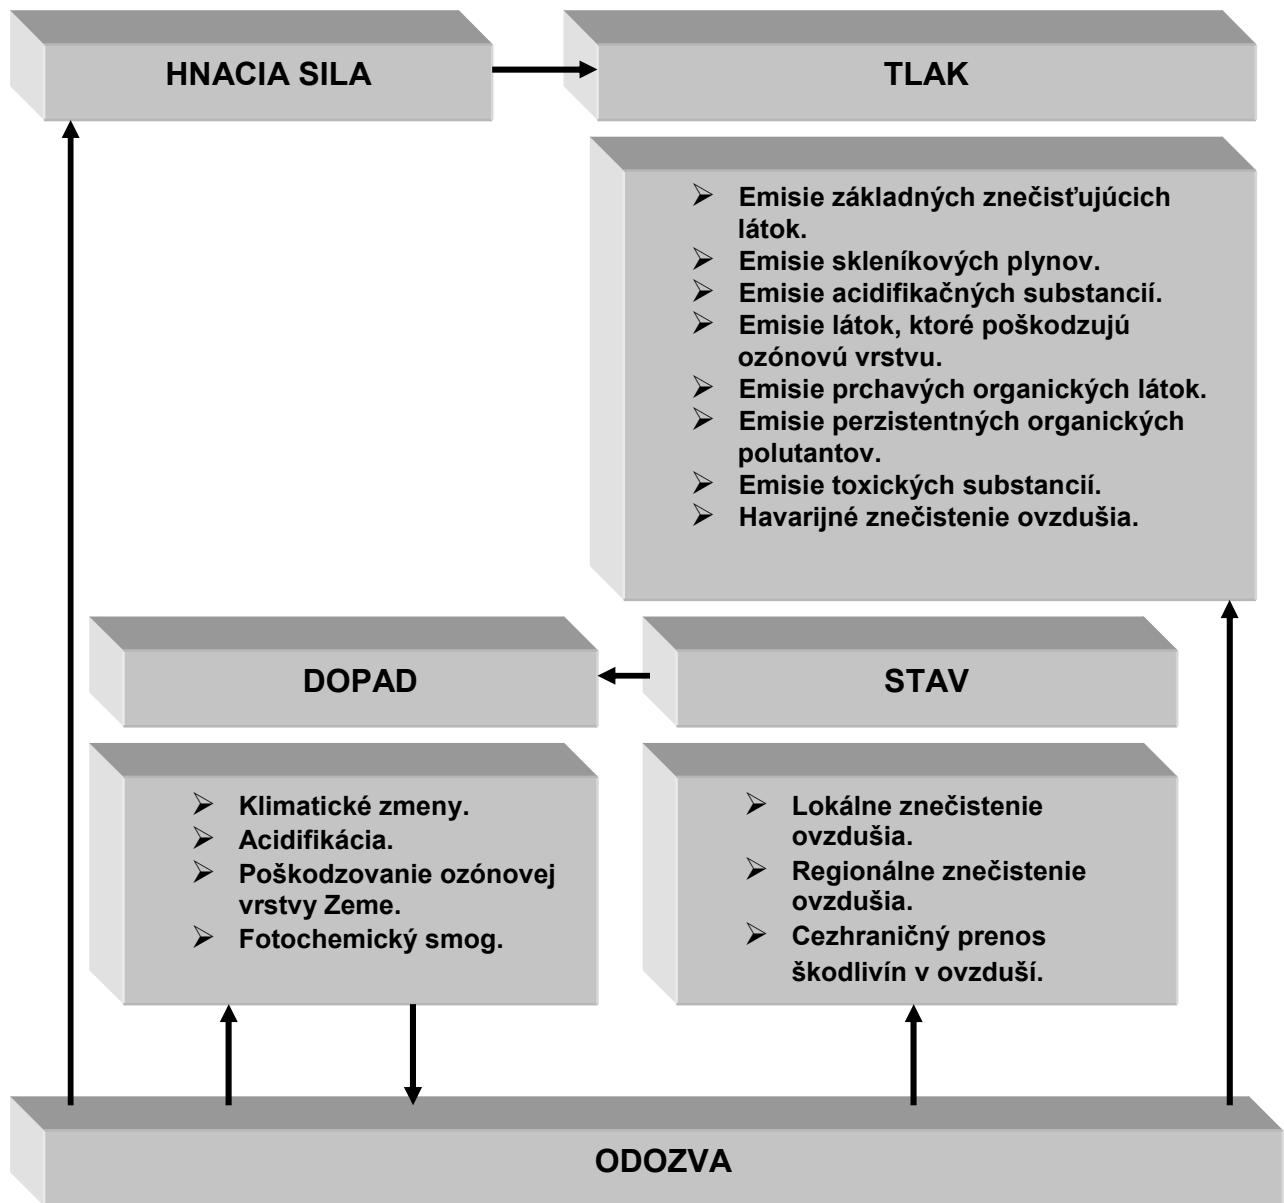 HNACIA SILA
TLAK
➢ Emisie základných znečisťujúcich
látok.
➢ Emisie skleníkových plynov.
➢ Emisie acidifikačných substancií.
➢ Emisie látok, ktoré poškodzujú
ozónovú vrstvu.
➢ Emisie prchavých organických látok.
➢ Emisie perzistentných organických
polutantov.
➢ Emisie toxických substancií.
➢ Havarijné znečistenie ovzdušia.
DOPAD
STAV
➢ Klimatické zmeny.
➢ Acidifikácia.
➢ Poškodzovanie ozónovej
vrstvy Zeme.
➢ Fotochemický smog.
➢ Lokálne znečistenie
ovzdušia.
➢ Regionálne znečistenie
ovzdušia.
➢ Cezhraničný prenos
škodlivín v ovzduší.
ODOZVA